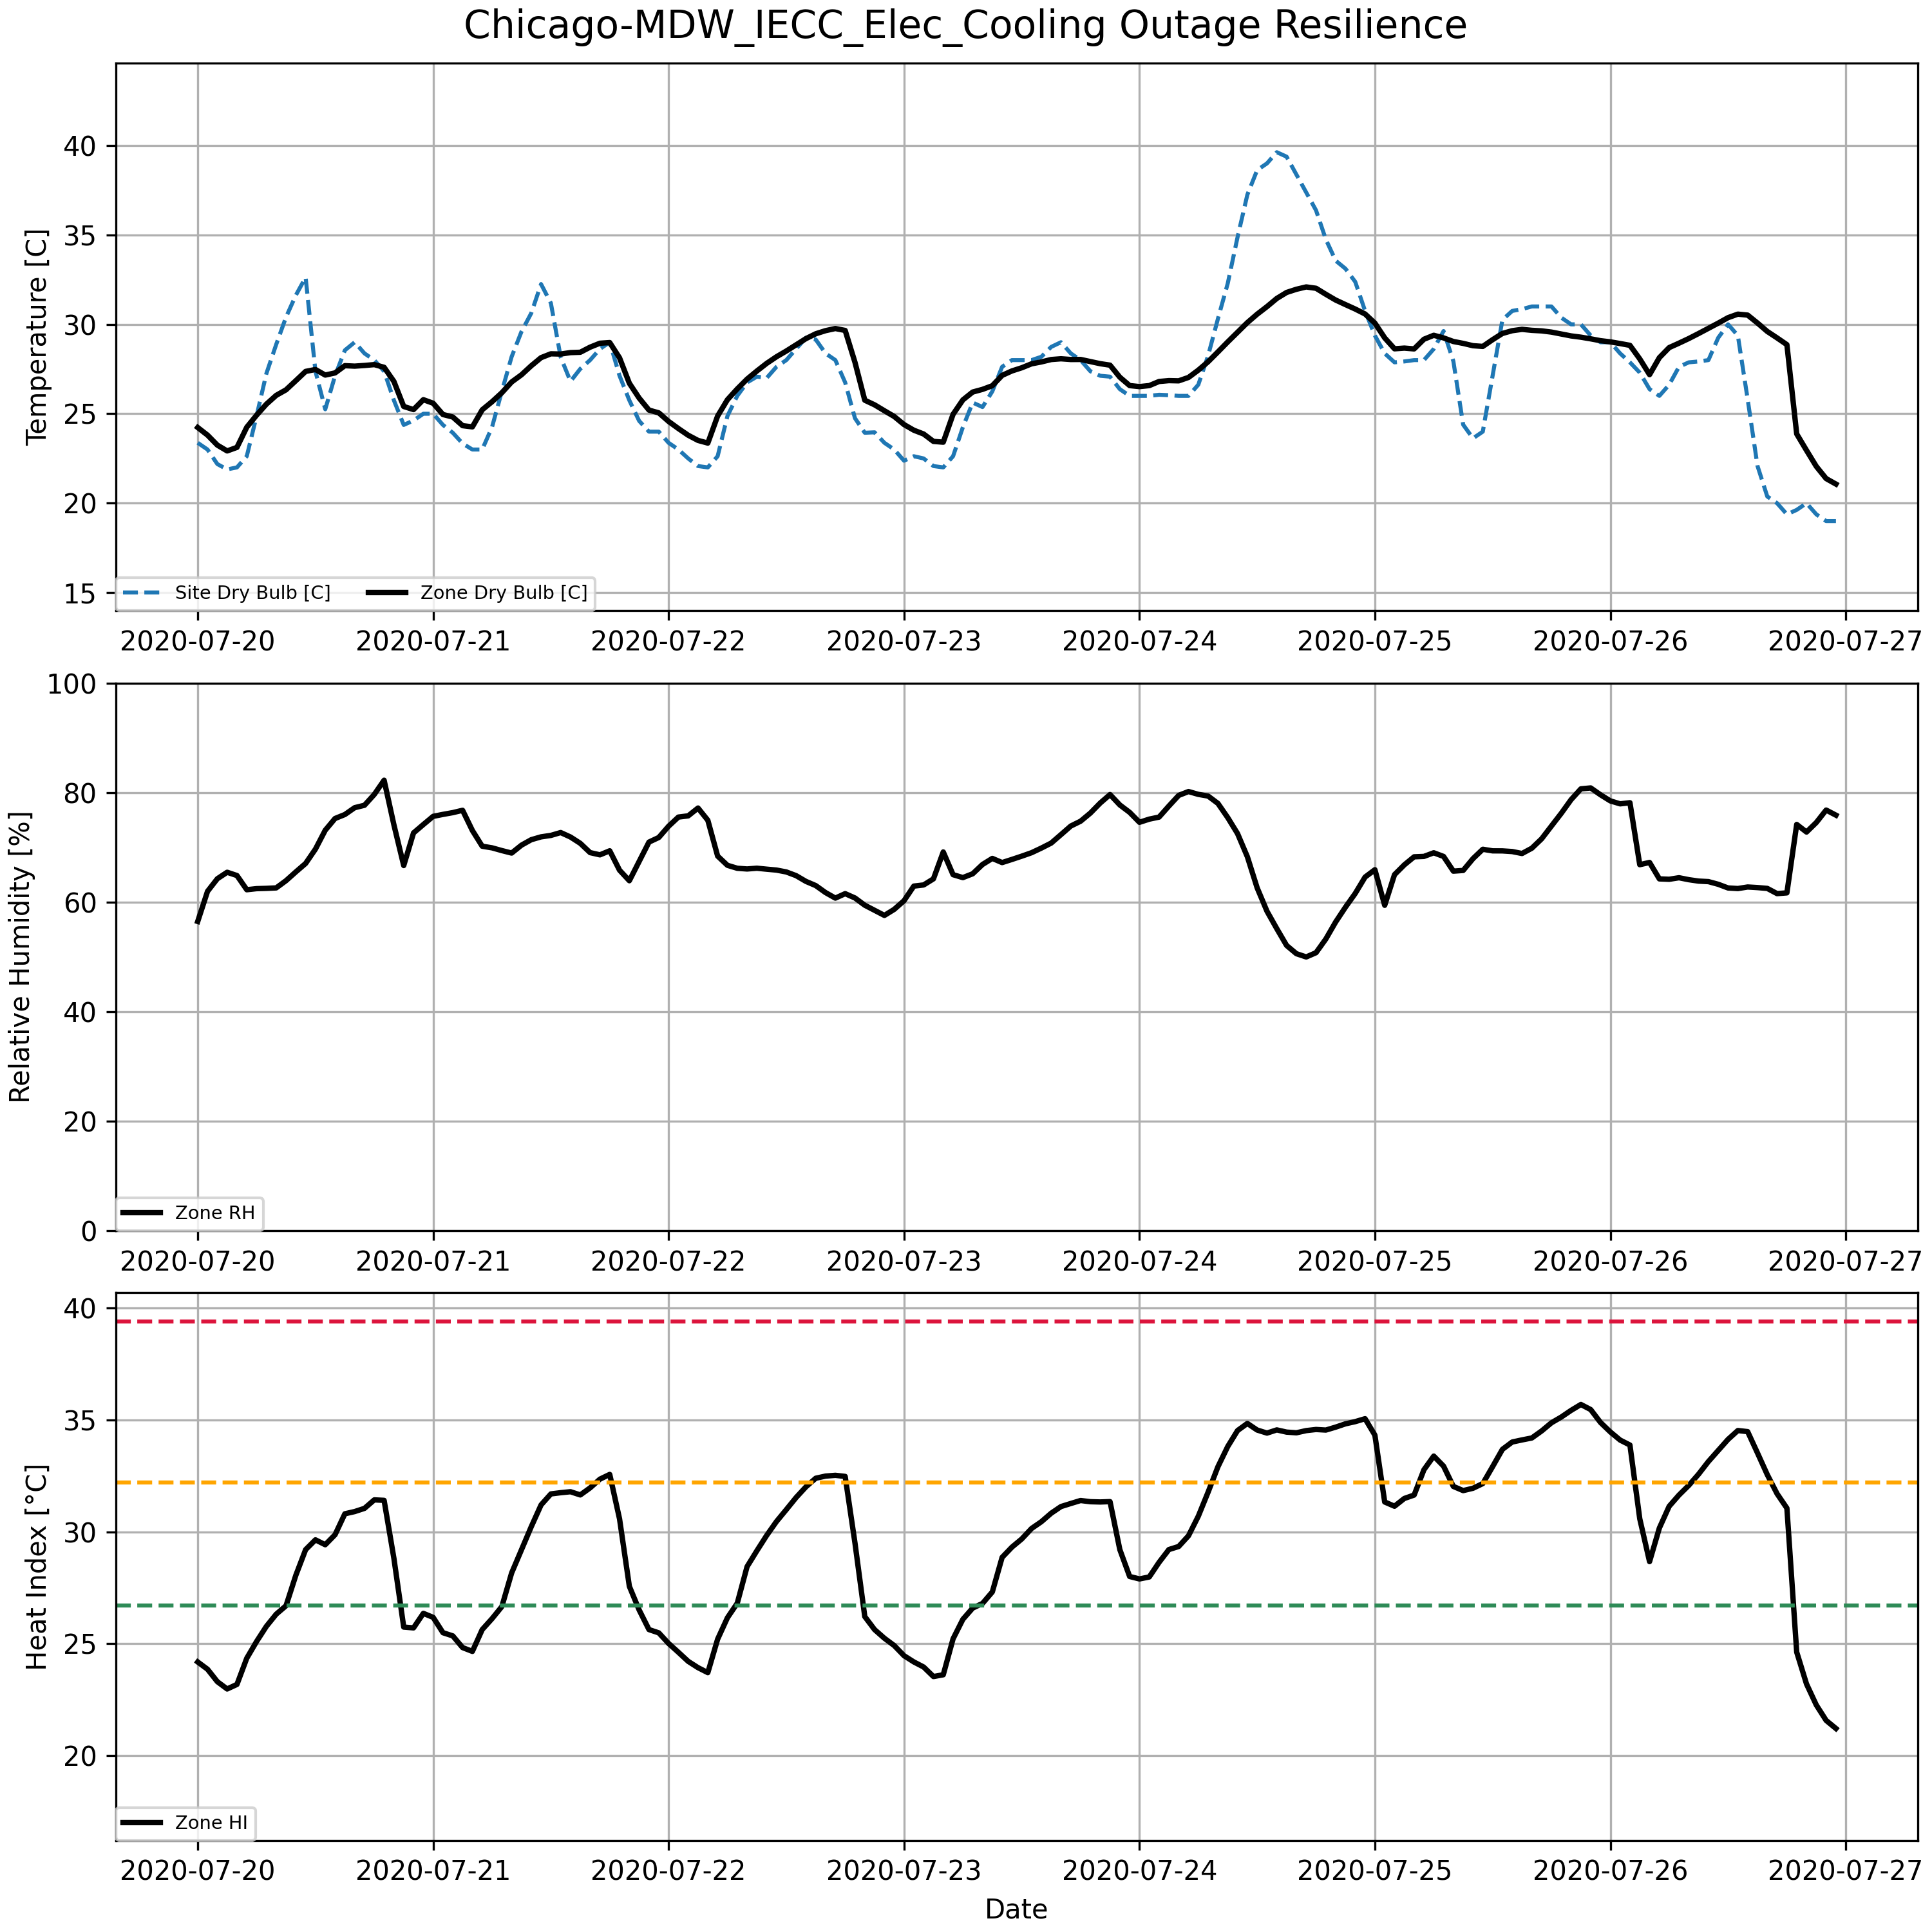 Chicago-MDW_IECC_Elec_Cooling Outage Resilience
Temperature [C]
40
35
30
25
20
15
Site Dry Bulb [C] Zone Dry Bulb [C]
2020-07-20 2020-07-21 2020-07-22 2020-07-23 2020-07-24 2020-07-25 2020-07-26 2020-07-27
Relative Humidity [%]
100
80
60
40
20
0
Zone RH
2020-07-20 2020-07-21 2020-07-22 2020-07-23 2020-07-24 2020-07-25 2020-07-26 2020-07-27
Heat Index [°C]
40
35
30
25
20
Zone HI
2020-07-20 2020-07-21 2020-07-22 2020-07-23 2020-07-24 2020-07-25 2020-07-26 2020-07-27
Date